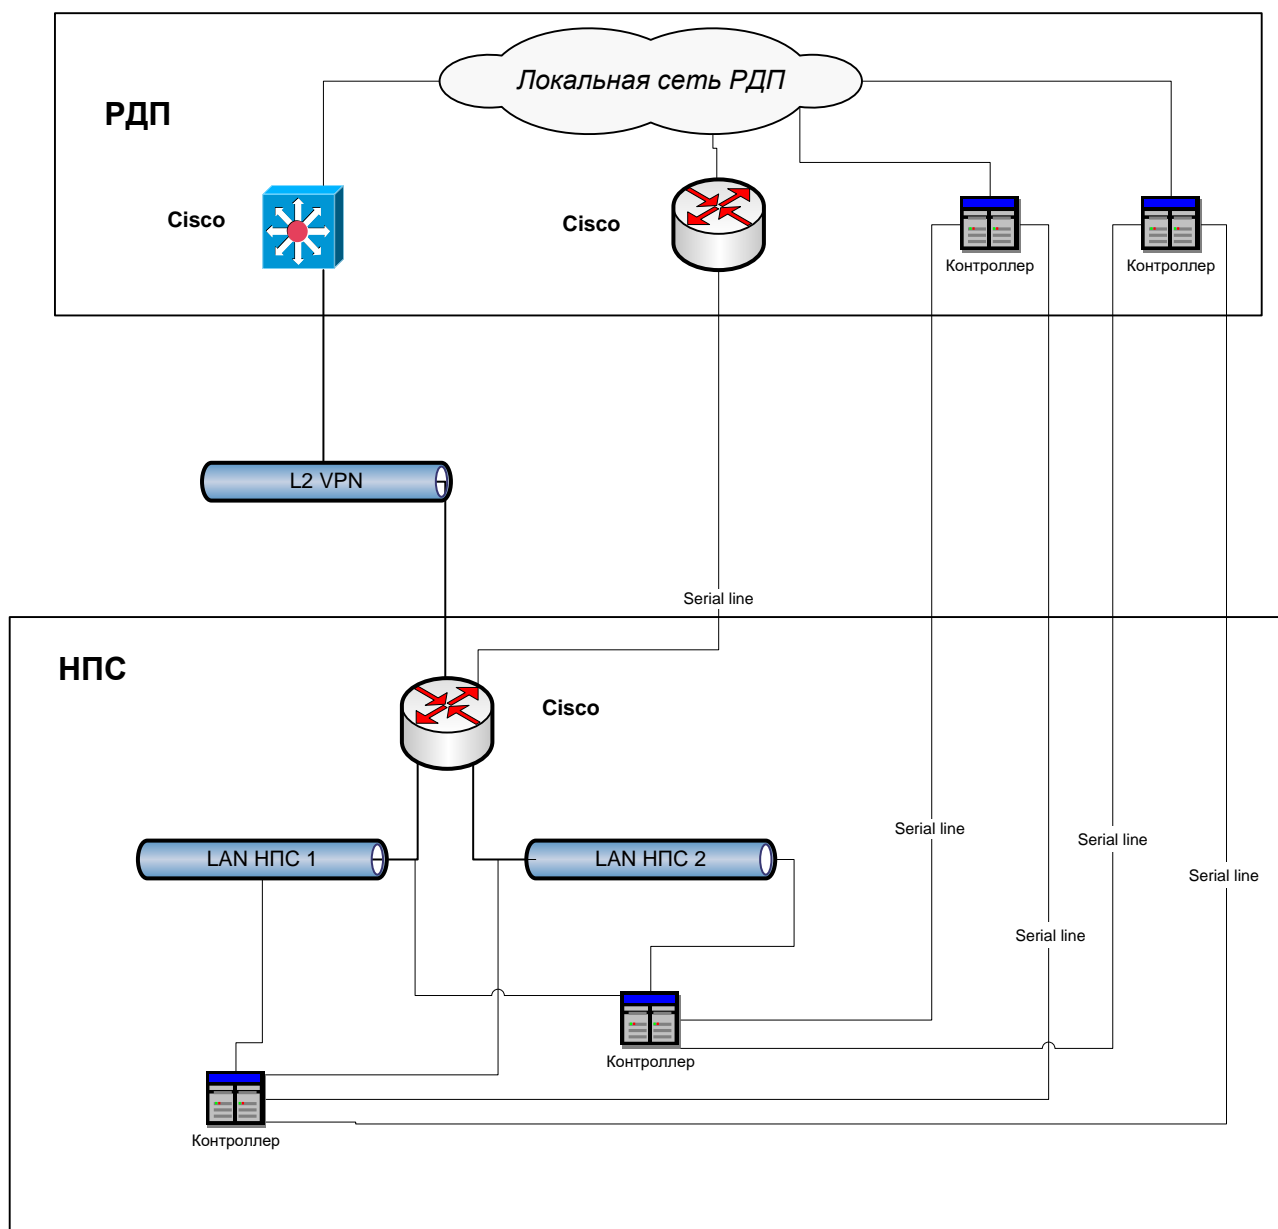 Локальная сеть РДП
РДП
Cisco
Cisco
Контроллер
Контроллер
L2 VPN
Serial line
НПС
Cisco
Serial line
Serial line
LAN НПС 1
LAN НПС 2
Serial line
Serial line
Контроллер
Контроллер